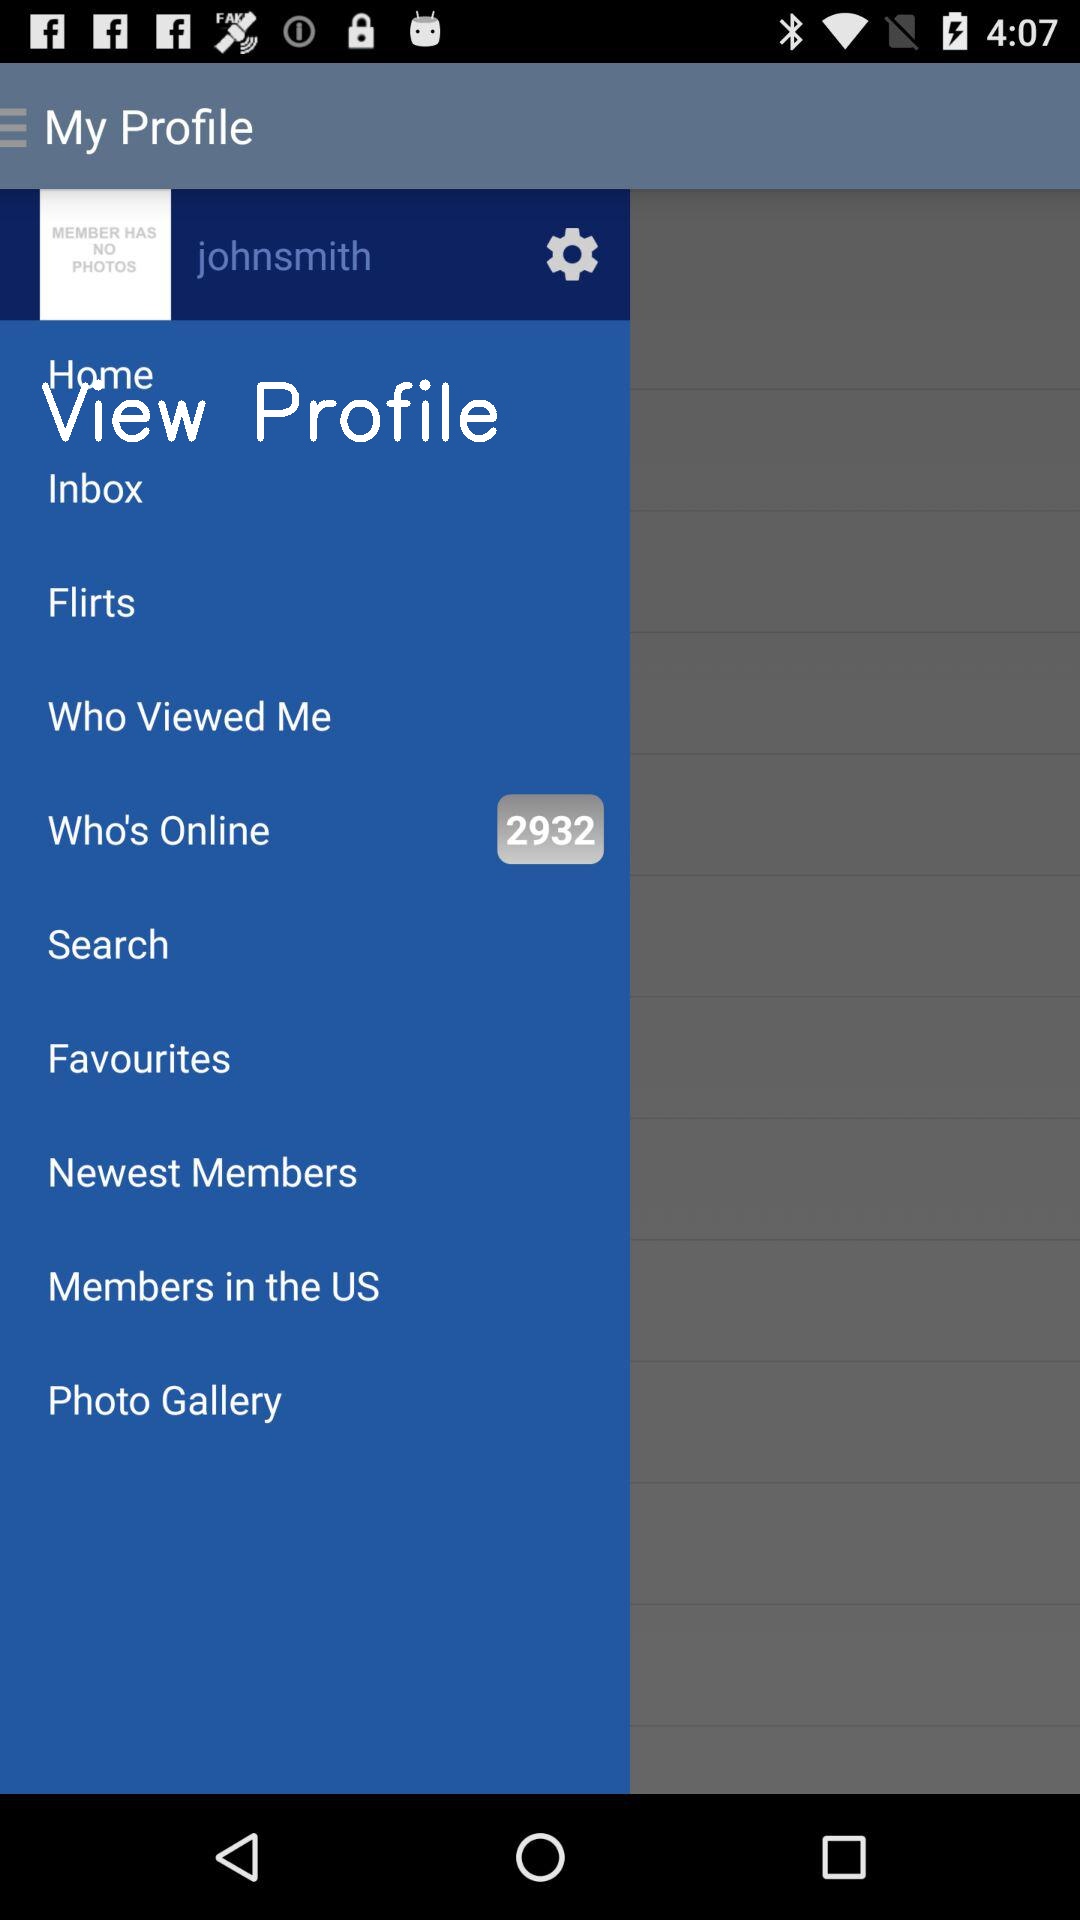 FAKE
4:07
My Profile
MEMBER HAS
NO
PHOTOS
johnsmith
Home
View Profile
Inbox
Flirts
Who Viewed Me
Who's Online 2932
Search
Favourites
Newest Members
Members in the US
Photo Gallery